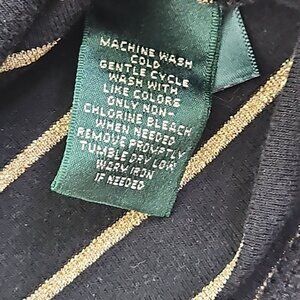 MACHINE WASH
COLD
GENTLE CYCLE
WASH WITH
LIKE COLORS
ONLY NON-
CHLORINE BLEACH
WHEN NEEDED
REMOVE PROMPTLY
TUMBLE DRY LOW
WARM IRON
IF NEEDED